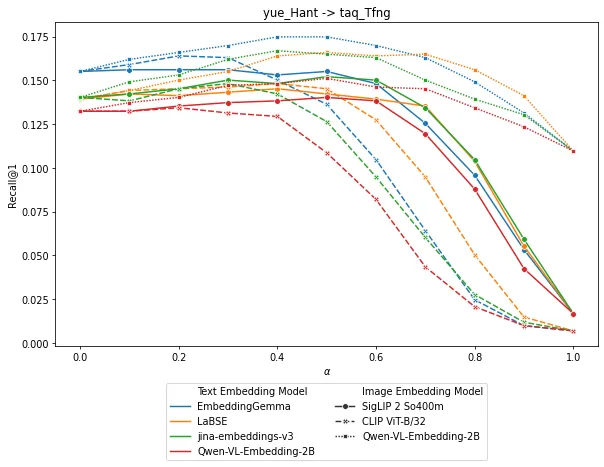 yue_Hant -> taq_Tfng
Recall@1
0.175
0.150
0.125
0.100
0.075
0.050
0.025
0.000
0.0
0.2
0.4
0.6
0.8
1.0
α
Text Embedding Model
EmbeddingGemma
LaBSE
jina-embeddings-v3
Qwen-VL-Embedding-2B
Image Embedding Model
SigLIP 2 So400m
CLIP ViT-B/32
Qwen-VL-Embedding-2B